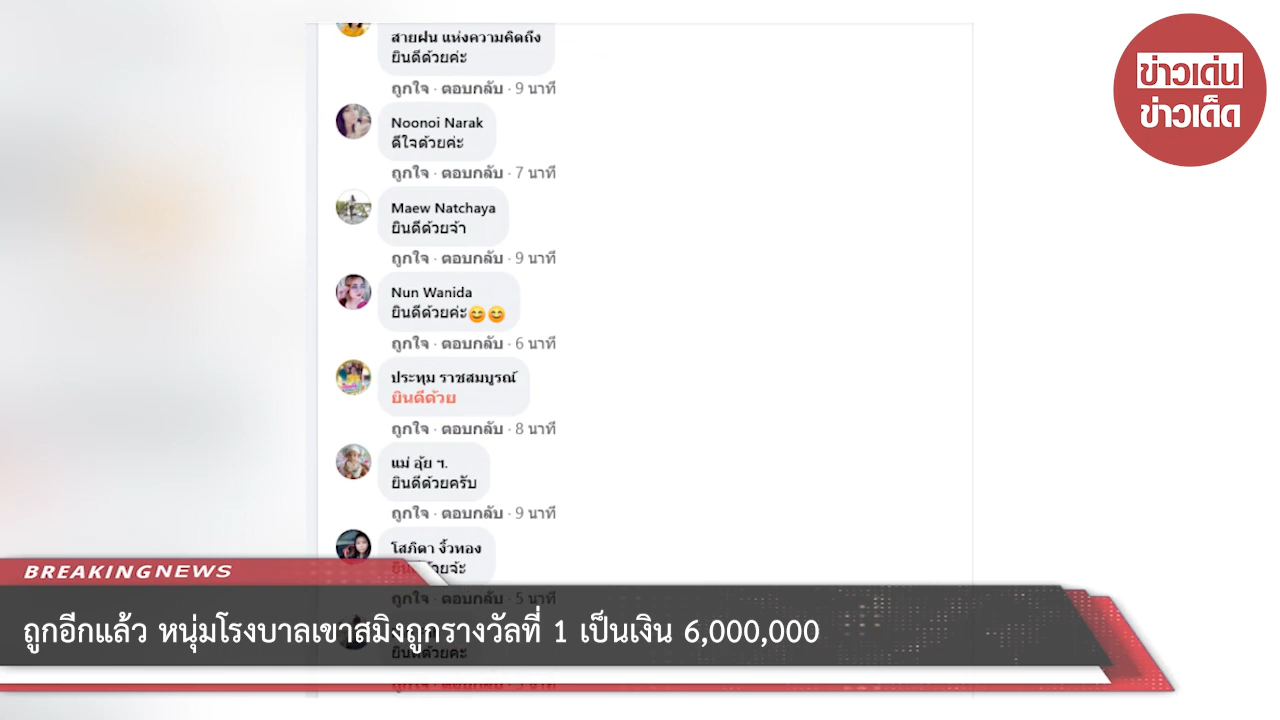 สายฝน แห่งความคิดถึง
ยินดีด้วยค่ะ
ถูกใจ · ตอบกลับ · 9 นาที
Noonoi Narak
ดีใจด้วยค่ะ
ถูกใจ · ตอบกลับ · 7 นาที
Maew Natchaya
ยินดีด้วยจ้า
ถูกใจ · ตอบกลับ · 9 นาที
Nun Wanida
ยินดีด้วยค่ะ😊😊
ถูกใจ · ตอบกลับ · 6 นาที
ประทุม ราชสมบูรณ์
ยินดีด้วย
ถูกใจ · ตอบกลับ · 8 นาที
แม่ อุ้ย ฯ.
ยินดีด้วยครับ
ถูกใจ · ตอบกลับ · 9 นาที
โสภิดา งิ้วทอง
ยินดีด้วยจ้ะ
ถูกใจ · ตอบกลับ · 5 นาที
ยินดีด้วยค่ะ
ข่าวเด่น
ข่าวเด็ด
BREAKINGNEWS
ถูกอีกแล้ว หนุ่มโรงบาลเขาสมิงถูกรางวัลที่ 1 เป็นเงิน 6,000,000